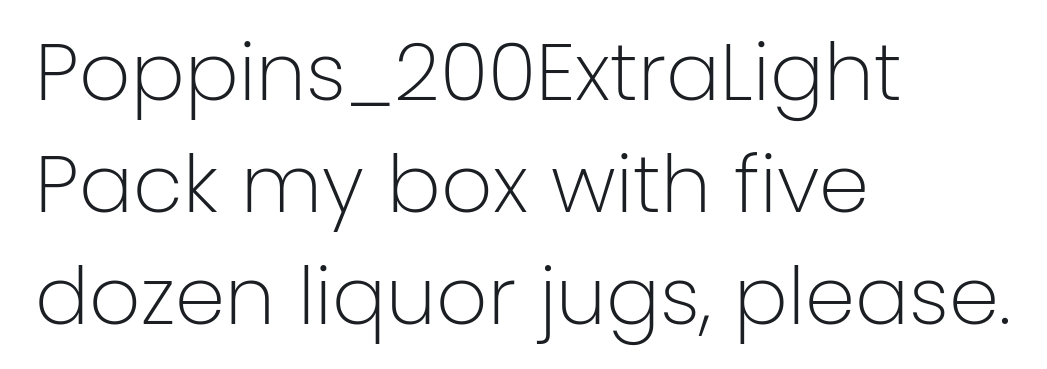 Poppins_200ExtraLight
Pack my box with five
dozen liquor jugs, please.